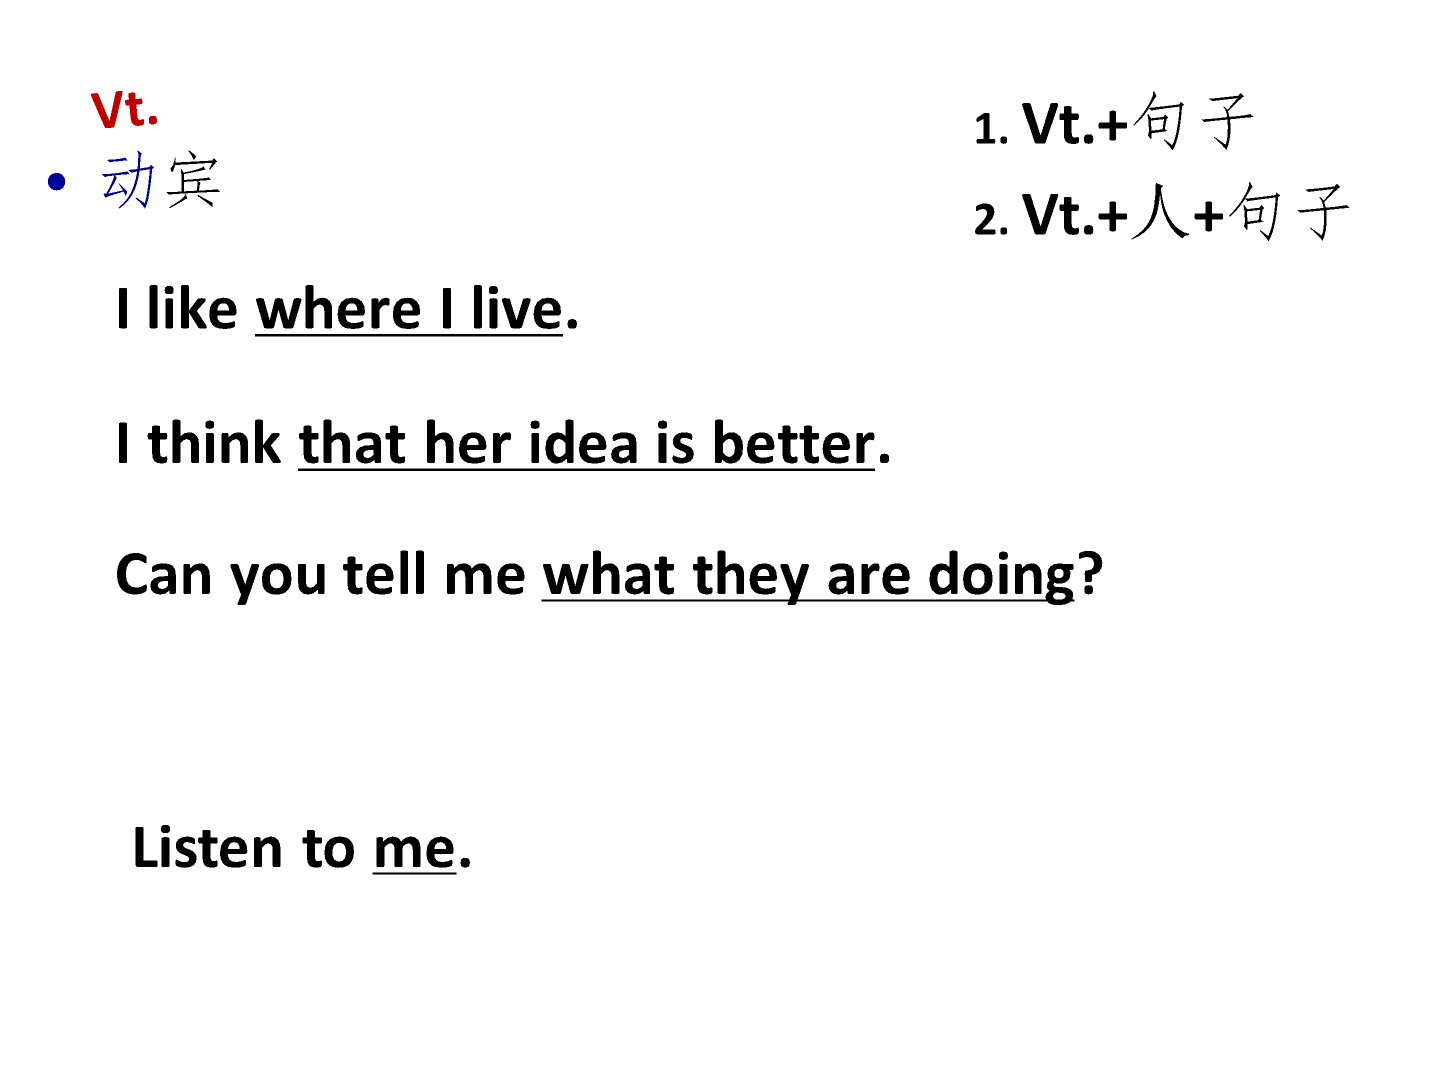 Vt.
• 动宾
1. Vt.+句子
2. Vt.+人+句子
I like where I live.
I think that her idea is better.
Can you tell me what they are doing?
Listen to me.